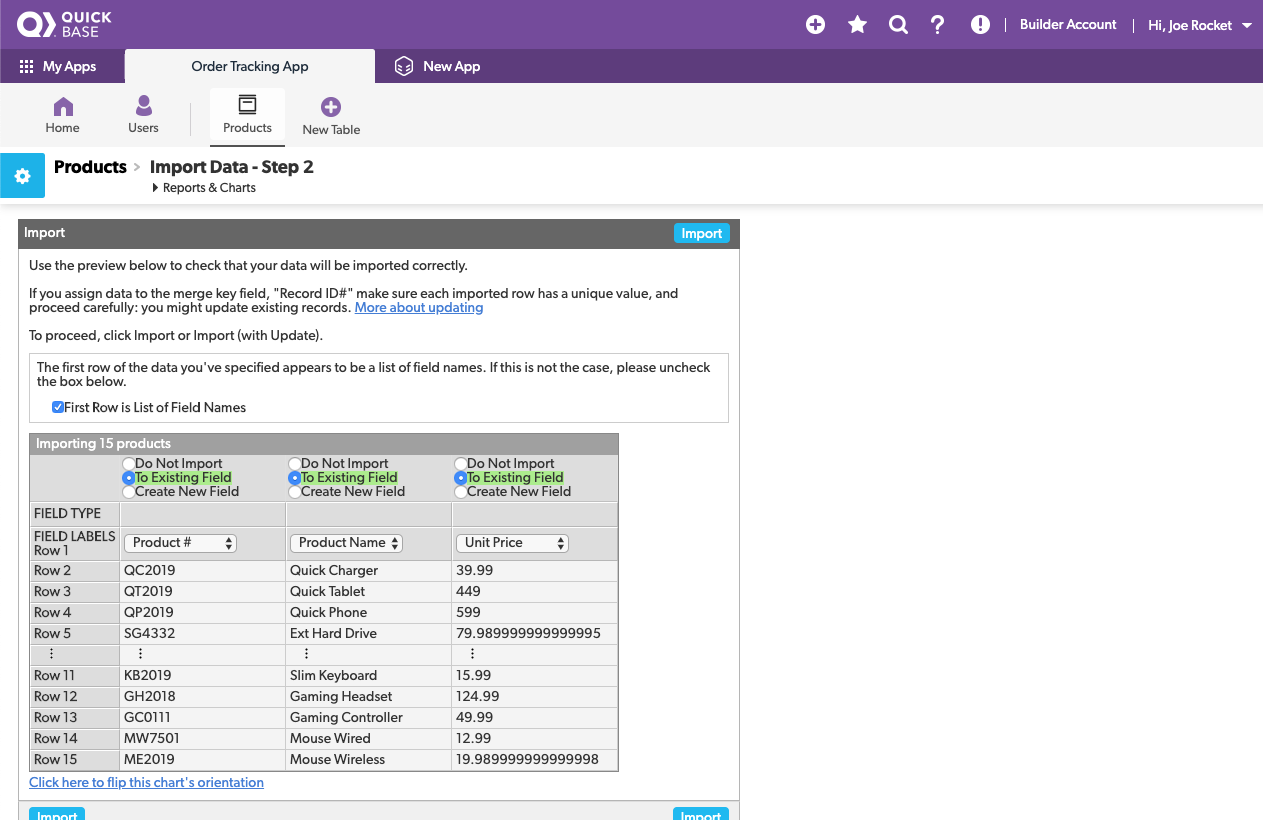 QUICK
BASE
Builder Account
Hi, Joe Rocket
My Apps
Order Tracking App
New App
Home
Users
Products
New Table
Products > Import Data - Step 2
Reports & Charts
Import
Import
Use the preview below to check that your data will be imported correctly.
If you assign data to the merge key field, "Record ID#" make sure each imported row has a unique value, and
proceed carefully: you might update existing records. More about updating
To proceed, click Import or Import (with Update).
The first row of the data you've specified appears to be a list of field names. If this is not the case, please uncheck
the box below.
First Row is List of Field Names
Importing 15 products
Do Not Import Do Not Import Do Not Import
To Existing Field To Existing Field To Existing Field
Create New Field Create New Field Create New Field
FIELD TYPE
FIELD LABELS
Row 1 Product # Product Name Unit Price
Row 2 QC2019 Quick Charger 39.99
Row 3 QT2019 Quick Tablet 449
Row 4 QP2019 Quick Phone 599
Row 5 SG4332 Ext Hard Drive 79.989999999999995
Row 11 KB2019 Slim Keyboard 15.99
Row 12 GH2018 Gaming Headset 124.99
Row 13 GC0111 Gaming Controller 49.99
Row 14 MW7501 Mouse Wired 12.99
Row 15 ME2019 Mouse Wireless 19.989999999999998
Click here to flip this chart's orientation
Import
Import